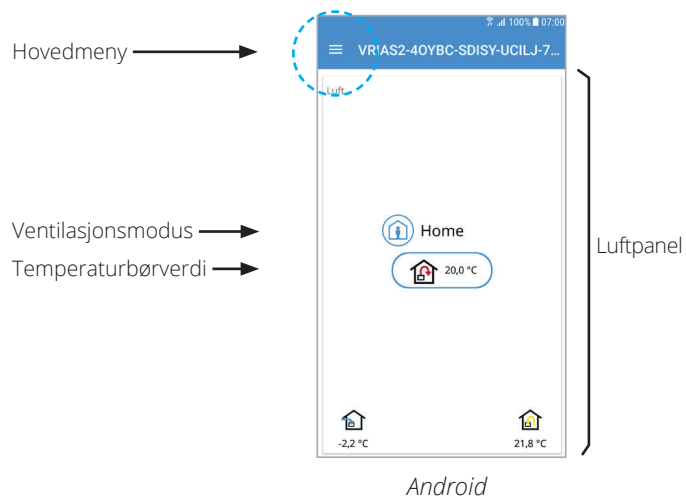 100% 07:00
Hovedmeny
VRIAS2-4OYBC-SDISY-UCILJ-7...
Luft
Ventilasjonsmodus
Home
Luftpanel
Temperaturbørverdi
20,0 °C
-2,2 °C
21,8 °C
Android